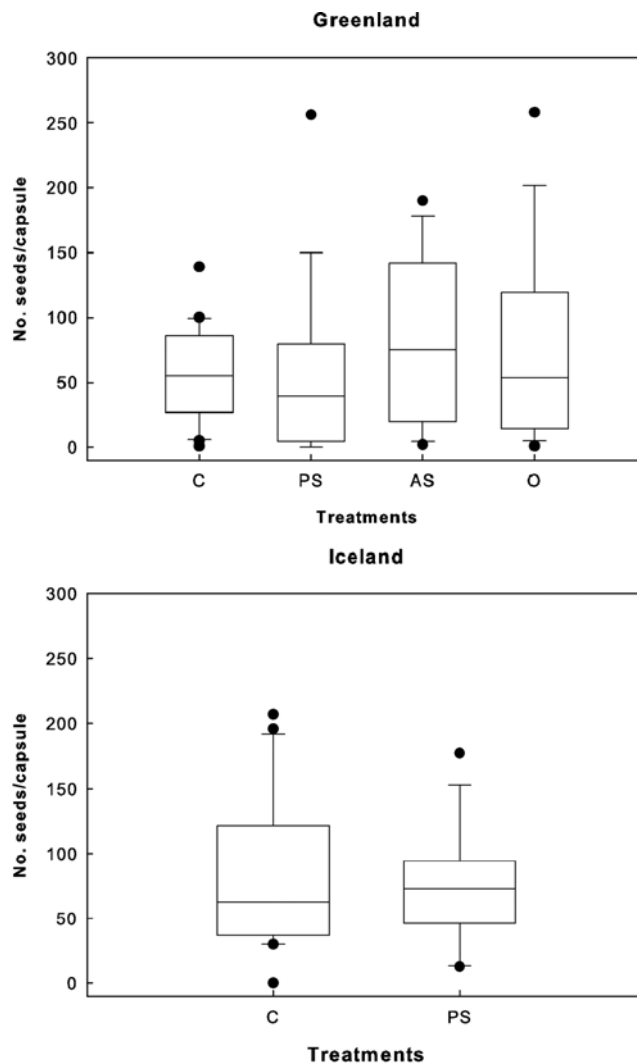 Greenland
300
250
200
150
100
50
0
No. seeds/capsule
C PS AS O
Treatments
Iceland
300
250
200
150
100
50
0
No. seeds/capsule
C PS
Treatments